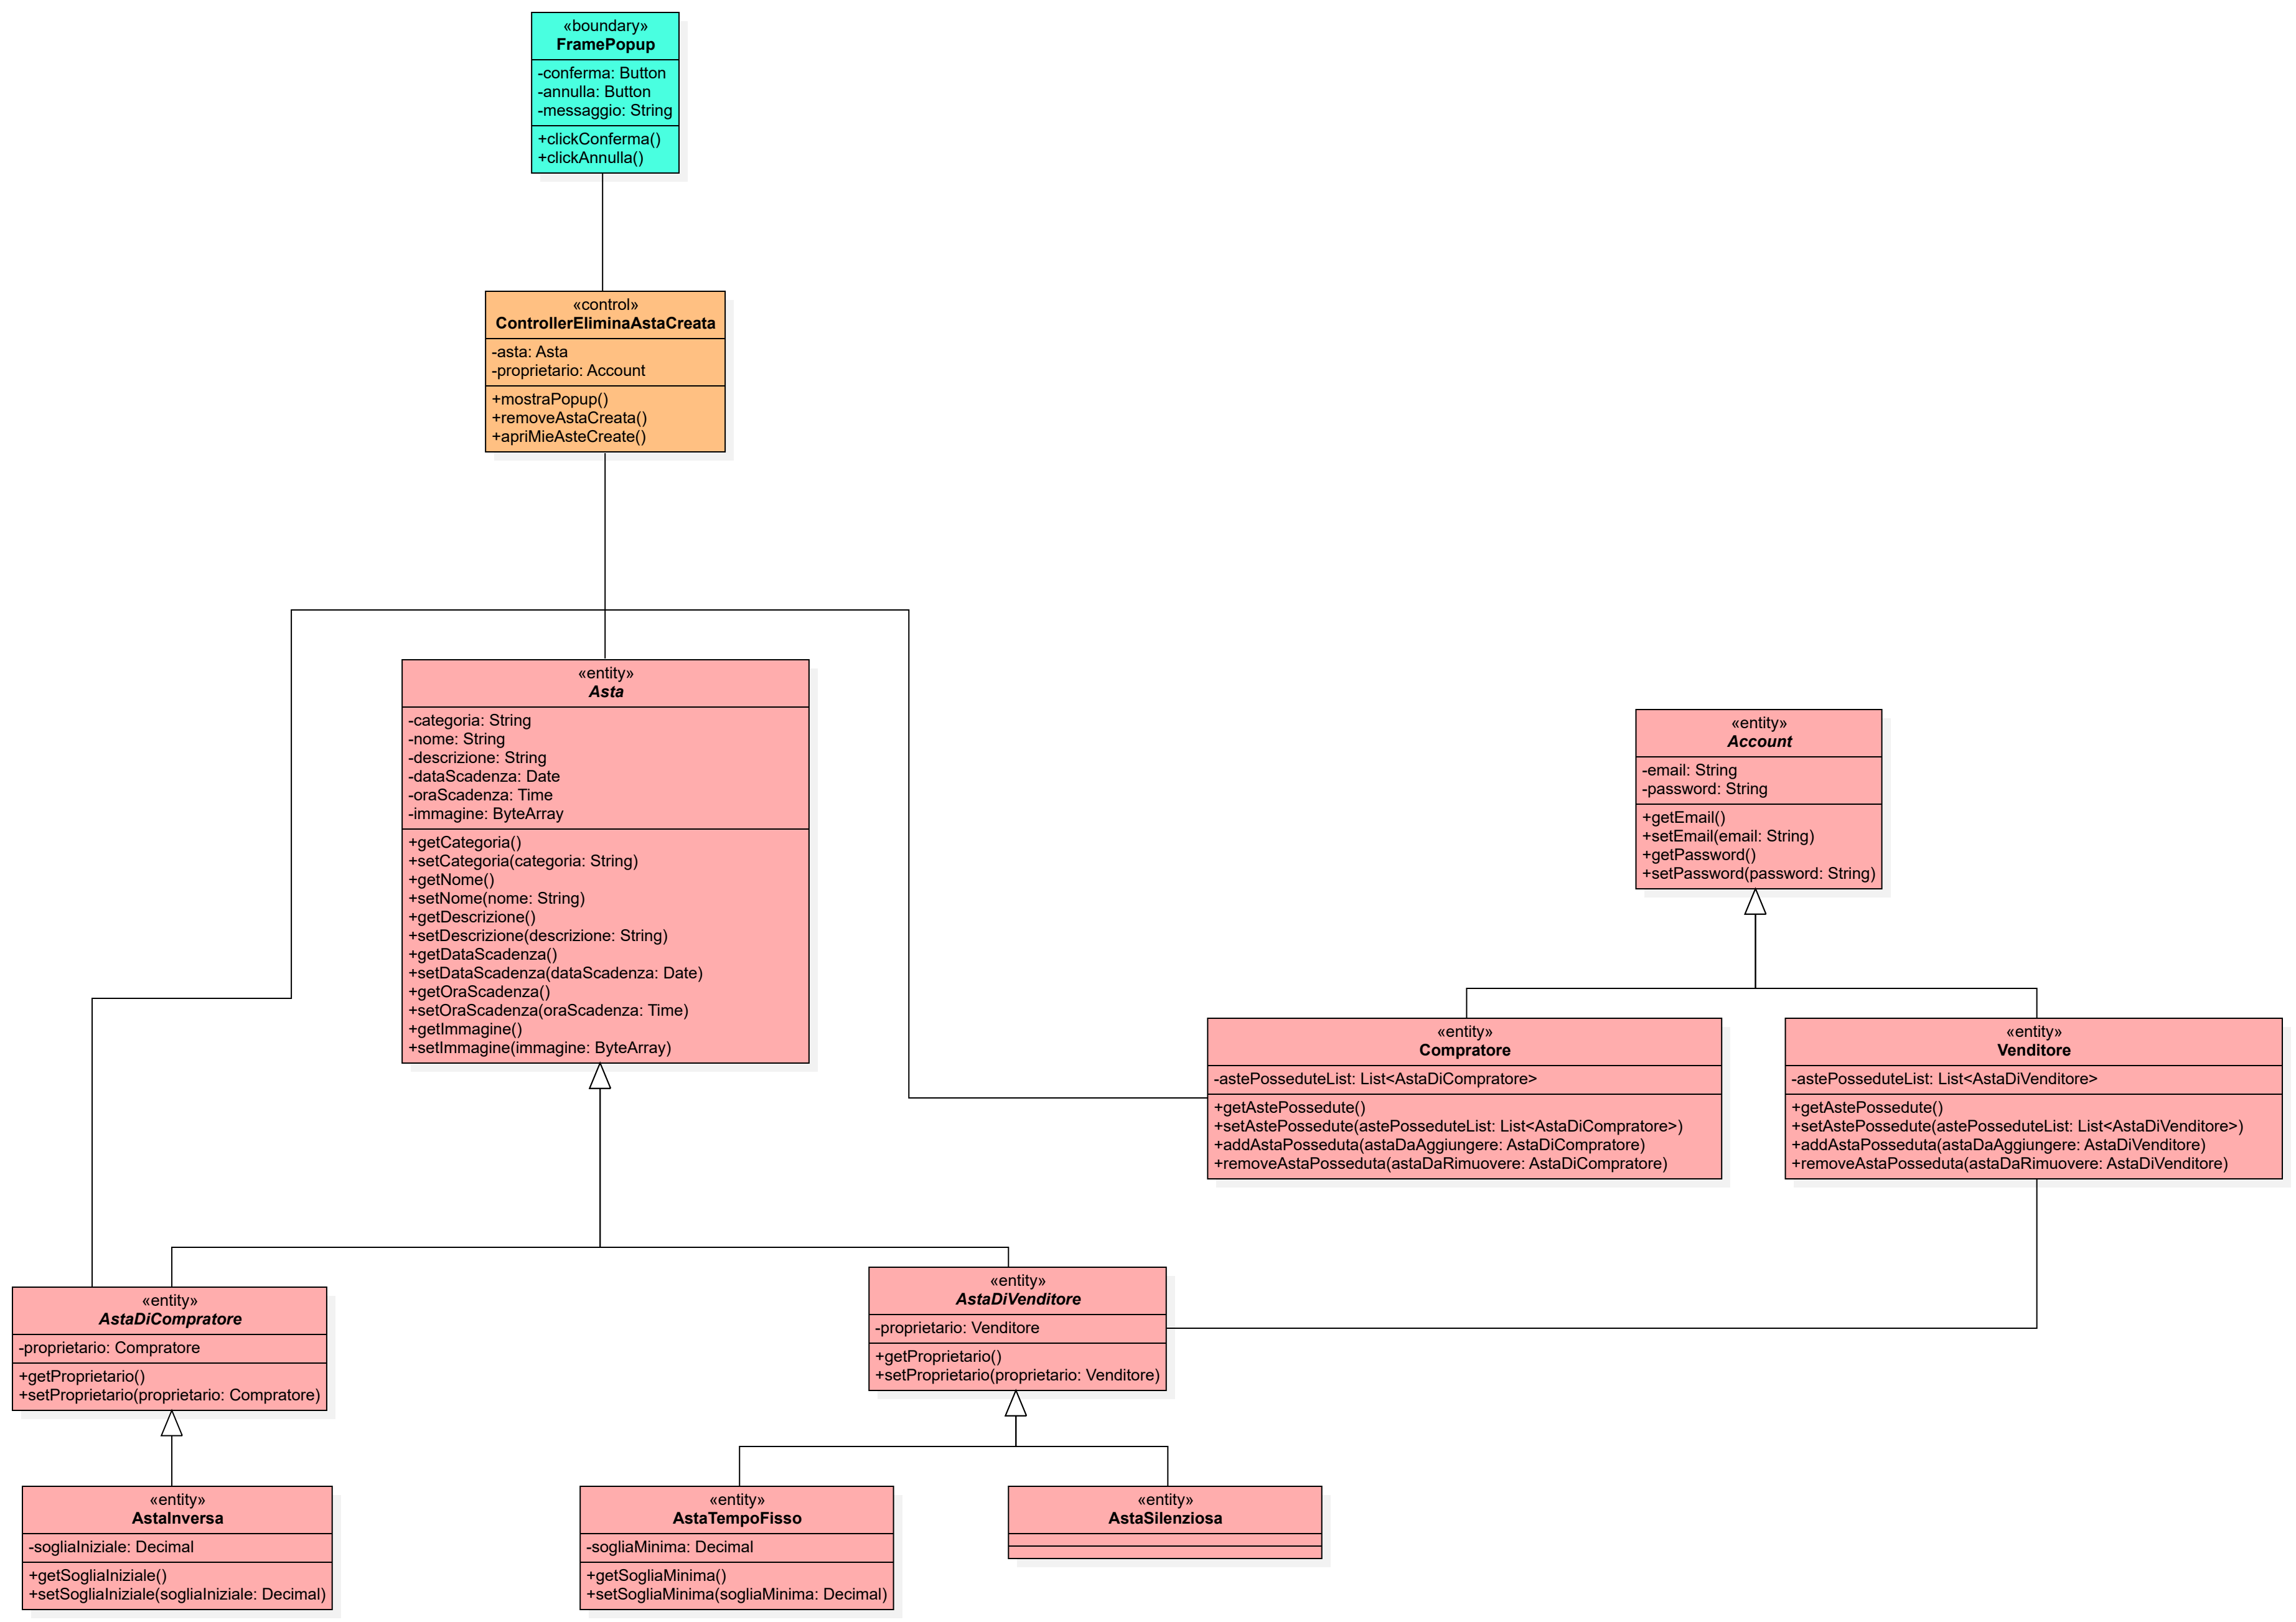 «boundary»
FramePopup
-conferma: Button
-annulla: Button
-messaggio: String
+clickConferma()
+clickAnnulla()
«control»
ControllerEliminaAstaCreata
-asta: Asta
-proprietario: Account
+mostraPopup()
+removeAstaCreata()
+apriMieAsteCreate()
«entity»
Asta
-categoria: String
-nome: String
-descrizione: String
-dataScadenza: Date
-oraScadenza: Time
-immagine: ByteArray
+getCategoria()
+setCategoria(categoria: String)
+getNome()
+setNome(nome: String)
+getDescrizione()
+setDescrizione(descrizione: String)
+getDataScadenza()
+setDataScadenza(dataScadenza: Date)
+getOraScadenza()
+setOraScadenza(oraScadenza: Time)
+getImmagine()
+setImmagine(immagine: ByteArray)
«entity»
Account
-email: String
-password: String
+getEmail()
+setEmail(email: String)
+getPassword()
+setPassword(password: String)
«entity»
Compratore
-astePosseduteList: List<AstaDiCompratore>
+getAstePossedute()
+setAstePossedute(astePosseduteList: List<AstaDiCompratore>)
+addAstaPosseduta(astaDaAggiungere: AstaDiCompratore)
+removeAstaPosseduta(astaDaRimuovere: AstaDiCompratore)
«entity»
Venditore
-astePosseduteList: List<AstaDiVenditore>
+getAstePossedute()
+setAstePossedute(astePosseduteList: List<AstaDiVenditore>)
+addAstaPosseduta(astaDaAggiungere: AstaDiVenditore)
+removeAstaPosseduta(astaDaRimuovere: AstaDiVenditore)
«entity»
AstaDiCompratore
-proprietario: Compratore
+getProprietario()
+setProprietario(proprietario: Compratore)
«entity»
AstaDiVenditore
-proprietario: Venditore
+getProprietario()
+setProprietario(proprietario: Venditore)
«entity»
AstaInversa
-sogliaIniziale: Decimal
+getSogliaIniziale()
+setSogliaIniziale(sogliaIniziale: Decimal)
«entity»
AstaTempoFisso
-sogliaMinima: Decimal
+getSogliaMinima()
+setSogliaMinima(sogliaMinima: Decimal)
«entity»
AstaSilenziosa